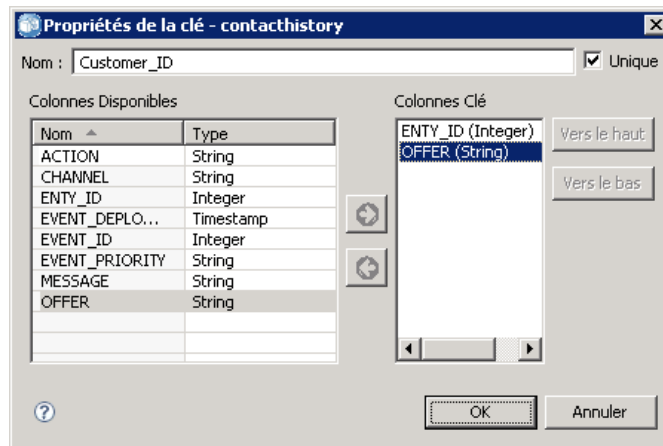 Propriétés de la clé - contacthistory
Nom : Customer_ID Unique
Colonnes Disponibles Colonnes Clé
Nom Type
ACTION String
CHANNEL String
ENTY_ID Integer
EVENT_DEPLO... Timestamp
EVENT_ID Integer
EVENT_PRIORITY String
MESSAGE String
OFFER String
ENTY_ID (Integer)
OFFER (String)
Vers le haut
Vers le bas
?
OK Annuler